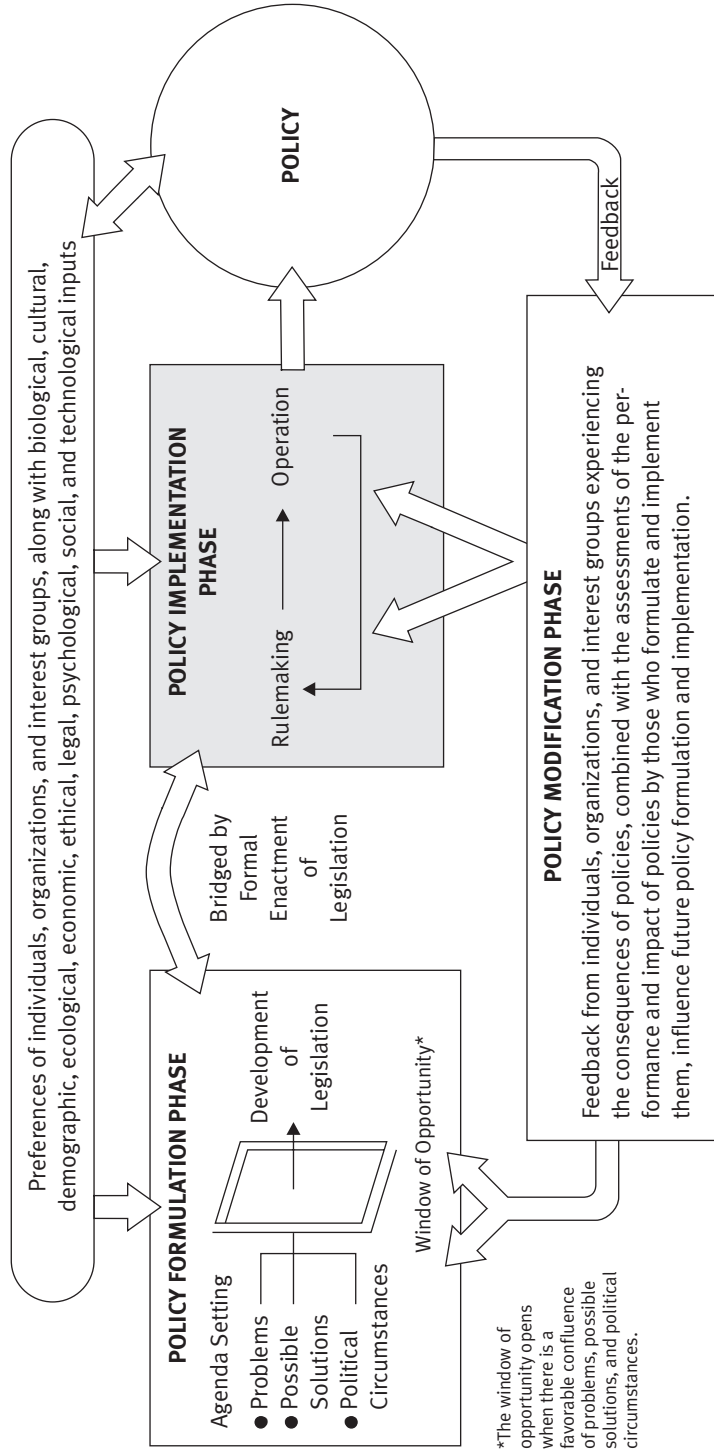 Preferences of individuals, organizations, and interest groups, along with biological, cultural,
demographic, ecological, economic, ethical, legal, psychological, social, and technological inputs
POLICY FORMULATION PHASE
Agenda Setting
● Problems
● Possible
Solutions
● Political
Circumstances
Development
of
Legislation
Window of Opportunity*
Bridged by
Formal
Enactment
of
Legislation
POLICY IMPLEMENTATION
PHASE
Rulemaking
Operation
POLICY
Feedback
POLICY MODIFICATION PHASE
Feedback from individuals, organizations, and interest groups experiencing
the consequences of policies, combined with the assessments of the per-
formance and impact of policies by those who formulate and implement
them, influence future policy formulation and implementation.
*The window of
opportunity opens
when there is a
favorable confluence
of problems, possible
solutions, and political
circumstances.